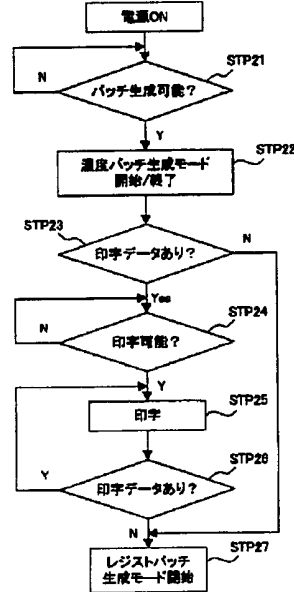 電源ON
STP21
N
パッチ生成可能?
Y
STP22
濃度パッチ生成モード
開始/終了
STP23
N
印字データあり?
Yes
STP24
N
印字可能?
Y
STP25
印字
STP26
Y
印字データあり?
N
STP27
レジストパッチ
生成モード開始